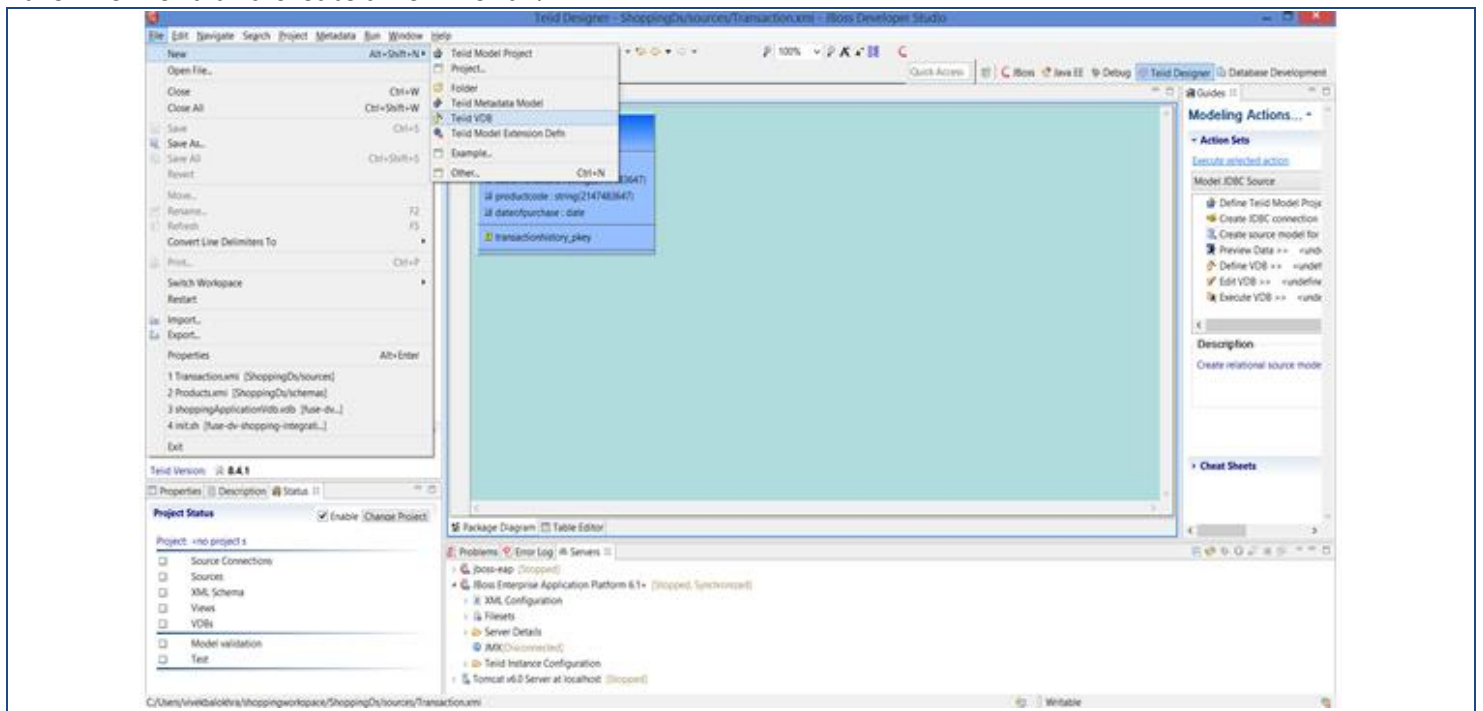 Teiid Designer - ShoppingDs/sources/Transaction.xmi - JBoss Developer Studio
File Edit Navigate Search Project Metadata Run Window Help
New Alt+Shift+N
Open File...
Close Ctrl+W
Close All Ctrl+Shift+W
Save Ctrl+S
Save As...
Save All Ctrl+Shift+S
Revert
Move...
Rename... F2
Refresh F5
Convert Line Delimiters To
Print... Ctrl+P
Switch Workspace
Restart
Import...
Export...
Properties Alt+Enter
1 Transaction.xmi [ShoppingDs/sources]
2 Products.xmi [ShoppingDs/schemas]
3 shoppingApplicationVdb.vdb [fuse-dv...]
4 init.sh [fuse-dv-shopping-integrati...]
Exit
Teiid Model Project
Project...
Folder
Teiid Metadata Model
Teiid VDB
Teiid Model Extension Defn
Example...
Other... Ctrl+N
100%
Quick Access JBoss Java EE Debug Teiid Designer Database Development
productcode : string(2147483647)
dateofpurchase : date
transactionhistory_pkey
Guides
Modeling Actions...
Action Sets
Execute selected action
Model JDBC Source
Define Teiid Model Proje
Create JDBC connection
Create source model for
Preview Data >> <und
Define VDB >> <undef
Edit VDB >> <undefine
Execute VDB >> <unde
Description
Create relational source mode
Cheat Sheets
Teiid Version: 8.4.1
Properties Description Status
Project Status Enable Change Project
Project: <no project s
Source Connections
Sources
XML Schema
Views
VDBs
Model validation
Test
Package Diagram Table Editor
Problems Error Log Servers
jboss-eap [Stopped]
JBoss Enterprise Application Platform 6.1+ [Stopped, Synchronized]
XML Configuration
Filesets
Server Details
JMX[Disconnected]
Teiid Instance Configuration
Tomcat v6.0 Server at localhost [Stopped]
C:/Users/vivekbalokhra/shoppingworkspace/ShoppingDs/sources/Transaction.xmi Writable